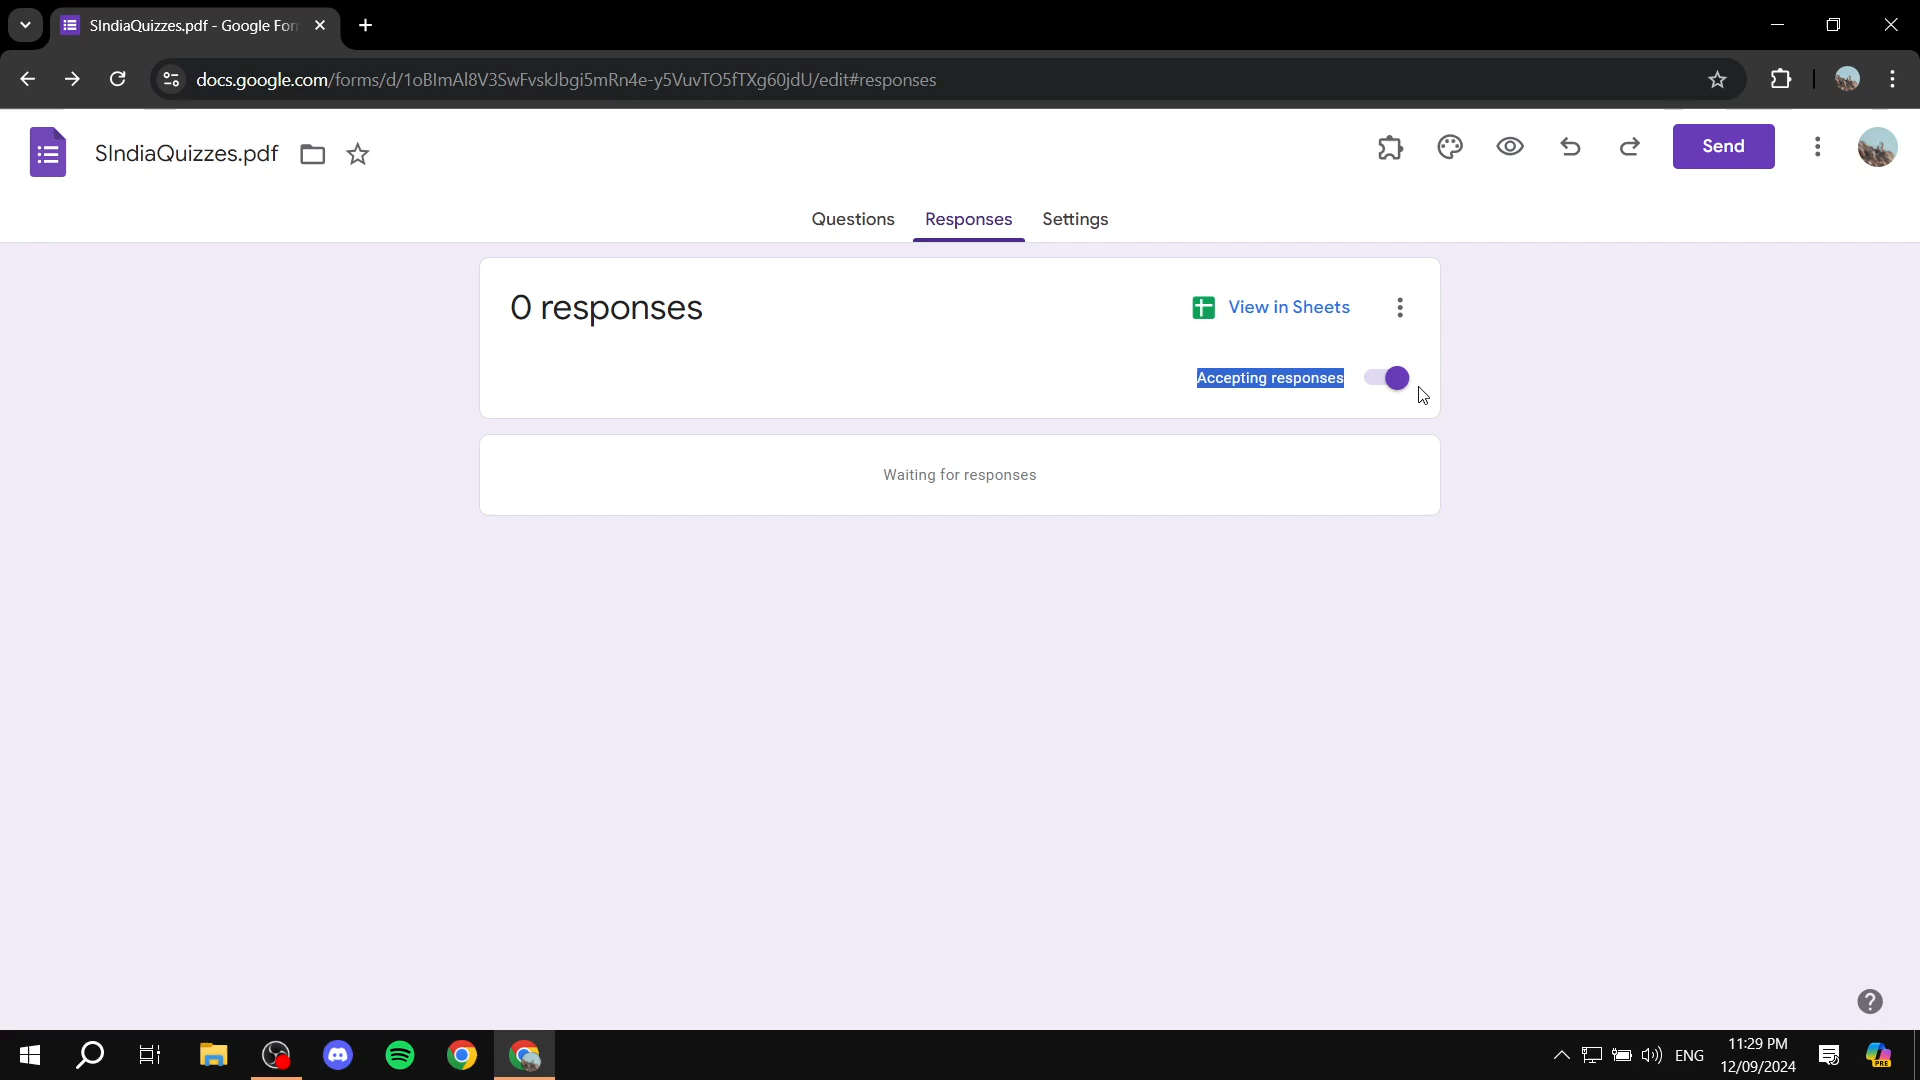 SIndiaQuizzes.pdf - Google For
docs.google.com/forms/d/1oBImAl8V3SwFvskJbgi5mRn4e-y5VuvTO5fTXg60jdU/edit#responses
SIndiaQuizzes.pdf
Send
Questions
Responses
Settings
0 responses
View in Sheets
Accepting responses
Waiting for responses
ENG
11:29 PM
12/09/2024
PRE